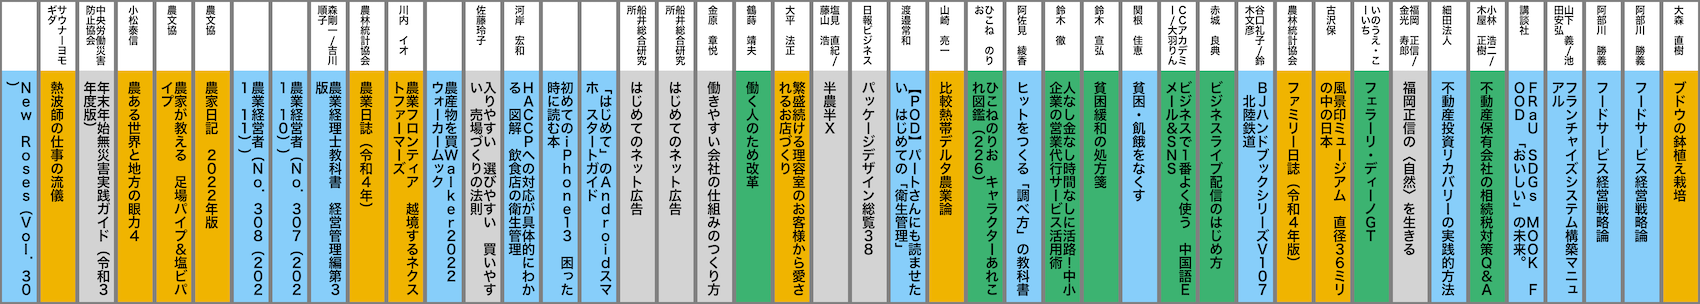 大森 直樹
ブドウの鉢植え栽培
阿部川 勝義
フードサービス経営戦略論
阿部川 勝義
フードサービス経営戦略論
山下 義/池
田安弘
フランチャイズシステム構築マニュ
アル
講談社
FRaU SDGs MOOK F
OOD 「おいしい」の未来。
小林 浩二/
木屋 正樹
不動産保有会社の相続税対策Q&A
細田法人
不動産投資リカバリーの実践的方法
福岡 正信/
金光 寿郎
福岡正信の〈自然〉を生きる
いのうえ・こ
ーいち
フェラーリ・ディーノGT
古沢保
風景印ミュージアム 直径36ミリ
の中の日本
農林統計協会
ファミリー日誌(令和4年版)
谷口礼子/鈴
木文彦
BJハンドブックシリーズV107
北陸鉄道
赤城 良典
ビジネスライブ配信のはじめ方
CCアカデミ
ー/大羽りん
ビジネスで1番よく使う 中国語E
メール&SNS
関根 佳恵
貧困・飢餓をなくす
鈴木 宣弘
貧困緩和の処方箋
鈴木 徹
人なし金なし時間なしに活路!中小
企業の営業代行サービス活用術
阿佐見 綾香
ヒットをつくる「調べ方」の教科書
ひこね のり
お
ひこねのりお キャラクターあれこ
れ図鑑(226)
山崎 亮一
比較熱帯デルタ農業論
渡邉常和
【POD】パートさんにも読ませた
い はじめての「衛生管理」
日報ビジネス
パッケージデザイン総覧38
塩見 直紀/
藤山 浩
半農半X
大平 法正
繁盛続ける理容室のお客様から愛さ
れるお店づくり
鶴蒔 靖夫
働く人のため改革
金原 章悦
働きやすい会社の仕組みのつくり方
船井総合研究
所
はじめてのネット広告
船井総合研究
所
はじめてのネット広告
「はじめて」のAndroidスマ
ホ スタートガイド
初めてのiPhone13 困った
時に読む本
河岸 宏和
HACCPへの対応が具体的にわか
る 図解 飲食店の衛生管理
佐藤玲子
入りやすい 選びやすい 買いやす
い 売場づくりの法則
農産物を買Walker2022
ウォーカームック
川内 イオ
農業フロンティア 越境するネクス
トファーマーズ
農林統計協会
農業日誌(令和4年)
森剛一/吉川
順子
農業経理士教科書 経営管理編第3
版
農業経営者(No.307(202
110))
農業経営者(No.308(202
111))
農文協
農家日記 2022年版
農文協
農家が教える 足場パイプ&塩ビパ
イプ
小松泰信
農ある世界と地方の眼力4
中央労働災害
防止協会
年末年始無災害実践ガイド(令和3
年度版)
サウナーヨモ
ギダ
熱波師の仕事の流儀
New Roses(Vol.30
)